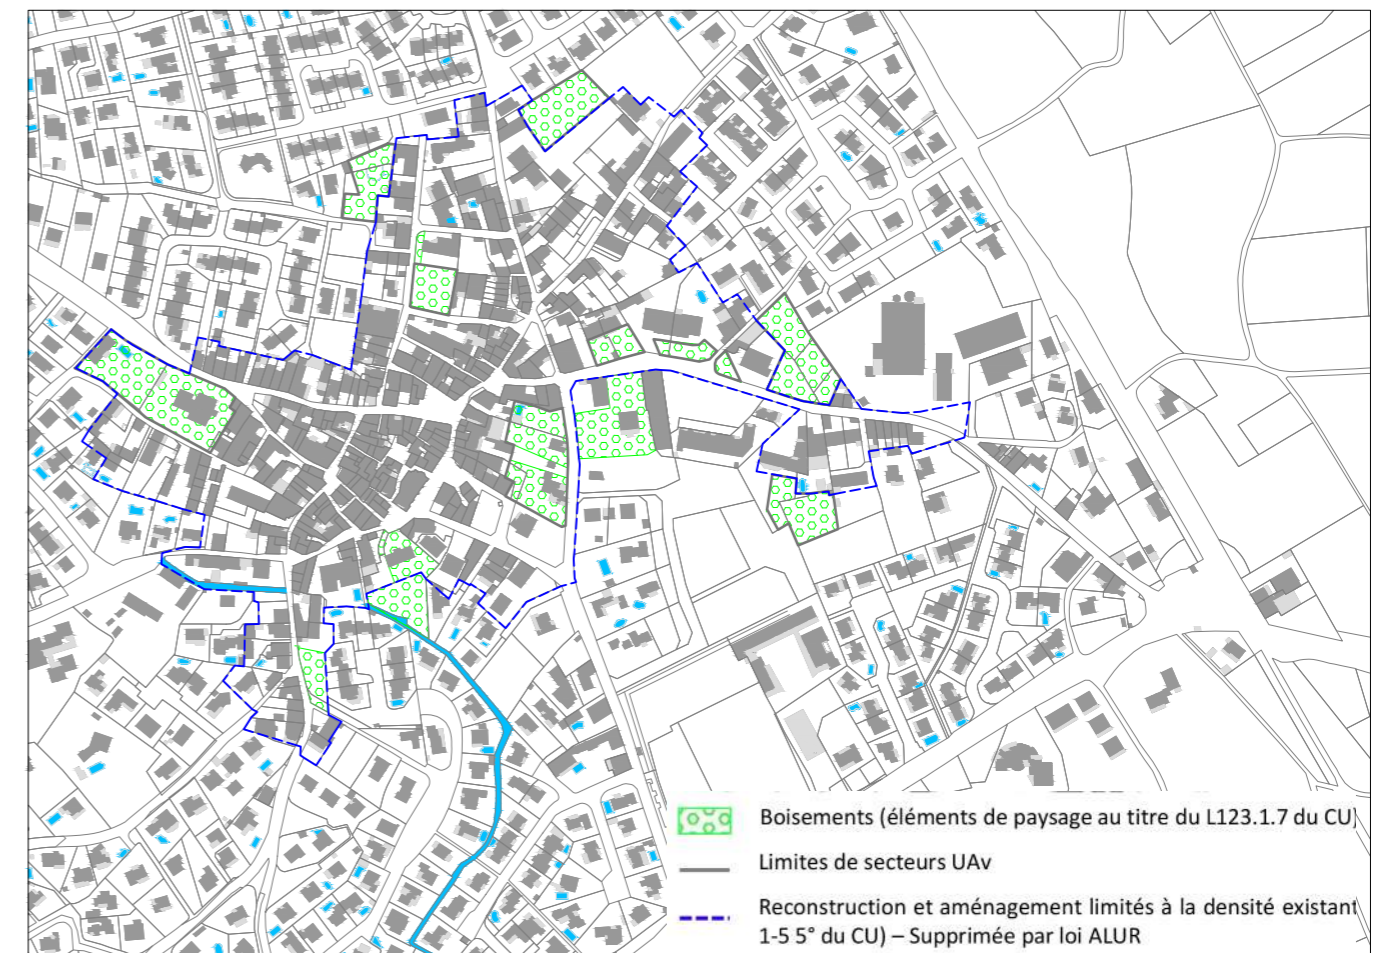 Boisements (éléments de paysage au titre du L123.1.7 du CU)
Limites de secteurs UAv
Reconstruction et aménagement limités à la densité existant
1-5 5° du CU) – Supprimée par loi ALUR